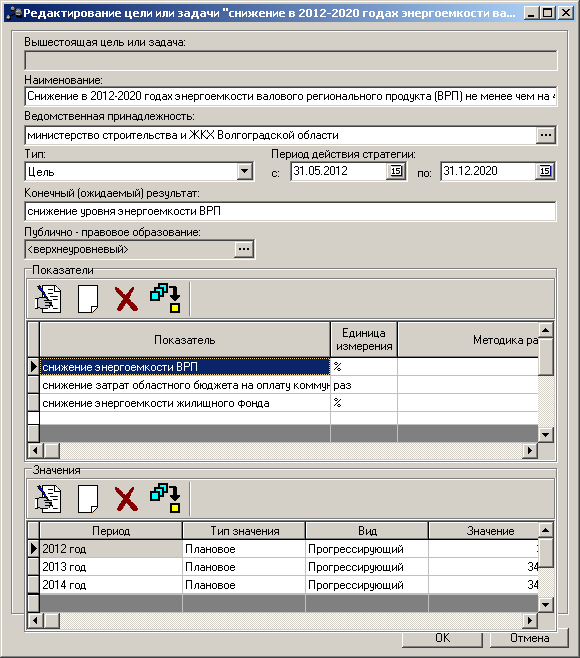 Редактирование цели или задачи "снижение в 2012-2020 годах энергоемкости ва...
Вышестоящая цель или задача:
Наименование:
Снижение в 2012-2020 годах энергоемкости валового регионального продукта (ВРП) не менее чем на 4
Ведомственная принадлежность:
министерство строительства и ЖКХ Волгоградской области
Тип: Период действия стратегии:
Цель с: 31.05.2012 15 по: 31.12.2020 15
Конечный (ожидаемый) результат:
снижение уровня энергоемкости ВРП
Публично - правовое образование:
<верхнеуровневый>
Показатели
Показатель Единица измерения Методика ра
снижение энергоемкости ВРП %
снижение затрат областного бюджета на оплату коммун раз
снижение энергоемкости жилищного фонда %
Значения
Период Тип значения Вид Значение
2012 год Плановое Прогрессирующий
2013 год Плановое Прогрессирующий 34
2014 год Плановое Прогрессирующий 34
OK Отмена